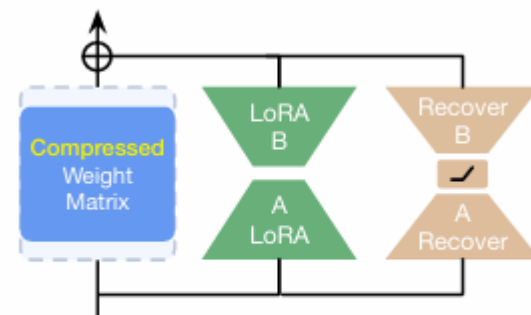 Compressed
Weight
Matrix
LoRA
B
A
LoRA
Recover
B
A
Recover